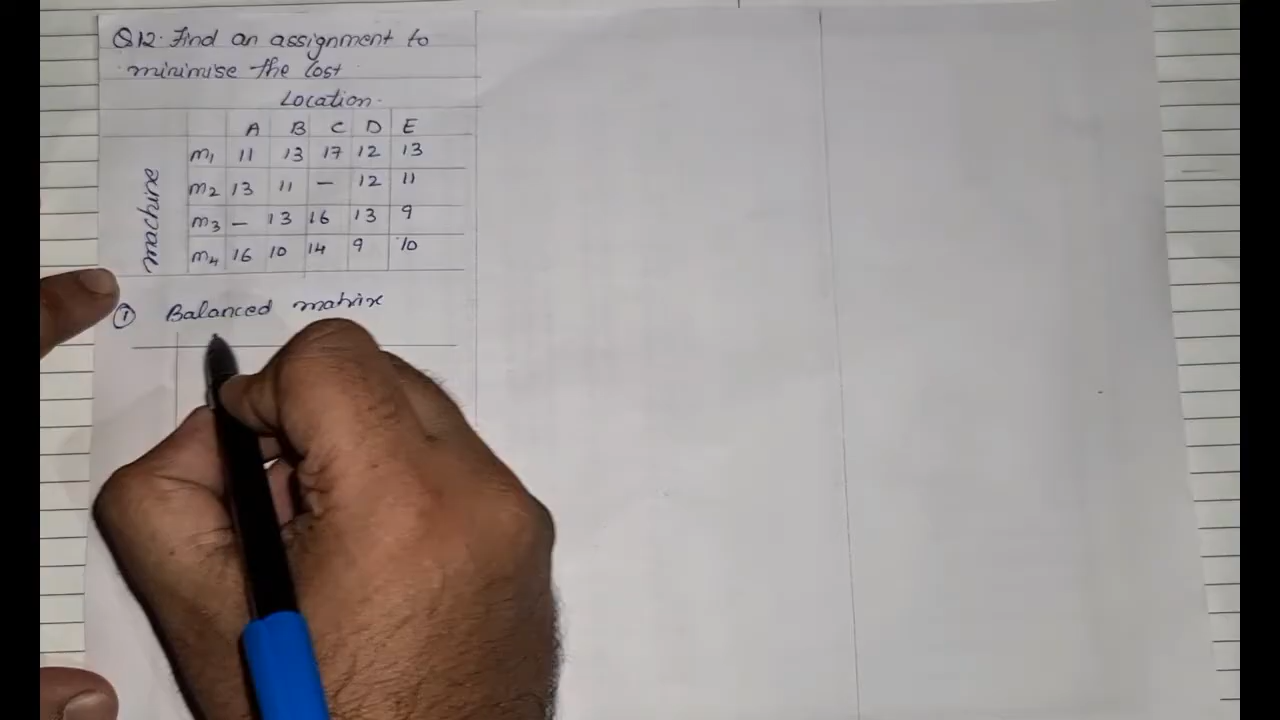 Q12. Find an assignment to
minimise the lost
Location.
A B C D E
machine
M1 11 13 17 12 13
M2 13 11 — 12 11
M3 — 13 16 13 9
M4 16 10 14 9 10
① Balanced matrix